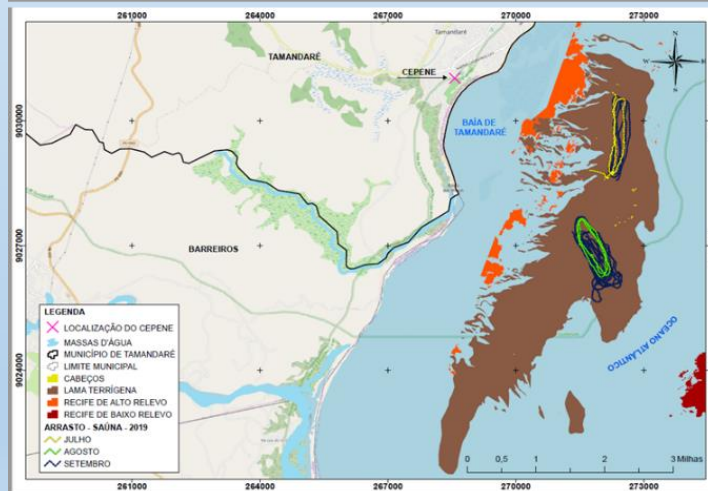 261000 264000 267000 270000 273000
Tamandaré
TAMANDARÉ
CEPENE
N
W E
S
9030000
BAÍA DE
TAMANDARÉ
BARREIROS
9027000
OCEANO ATLÂNTICO
9024000
LEGENDA
LOCALIZAÇÃO DO CEPENE
MASSAS D'ÁGUA
MUNICÍPIO DE TAMANDARÉ
LIMITE MUNICIPAL
CABEÇOS
LAMA TERRÍGENA
RECIFE DE ALTO RELEVO
RECIFE DE BAIXO RELEVO
ARRASTO - SAÚNA - 2019
JULHO
AGOSTO
SETEMBRO
0 0,5 1 2 3 Milhas
261000 264000 267000 270000 273000